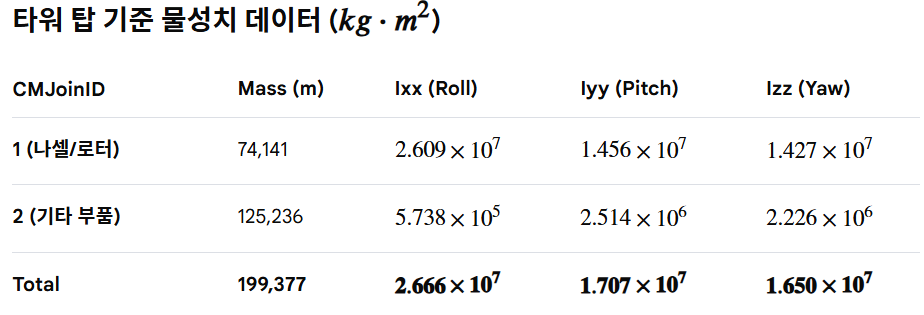 타워 탑 기준 물성치 데이터 (kg · m²)
CMJoinID Mass (m) Ixx (Roll) Iyy (Pitch) Izz (Yaw)
1 (나셀/로터) 74,141 2.609 × 10⁷ 1.456 × 10⁷ 1.427 × 10⁷
2 (기타 부품) 125,236 5.738 × 10⁵ 2.514 × 10⁶ 2.226 × 10⁶
Total 199,377 2.666 × 10⁷ 1.707 × 10⁷ 1.650 × 10⁷